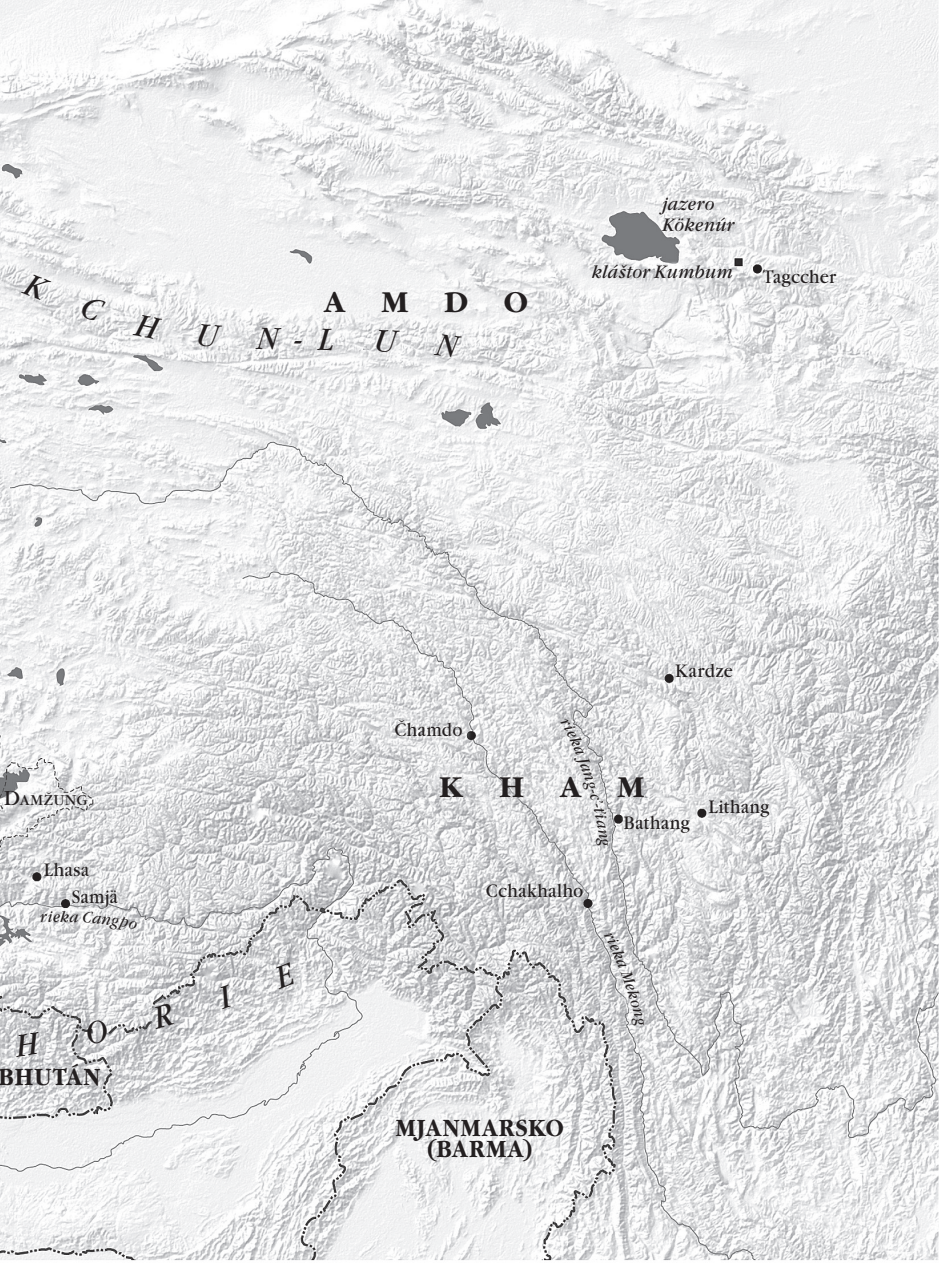 jazero
Kökenúr
kláštor Kumbum
Tagccher
A M D O
K C H U N - L U N
Kardze
Čhamdo
rieka Jang-c'-ťiang
K H A M
DAMŽUNG
Lithang
Bathang
Lhasa
Samjä
rieka Cangpo
Cchakhalho
rieka Mekong
H O R I E
BHUTÁN
MJANMARSKO
(BARMA)